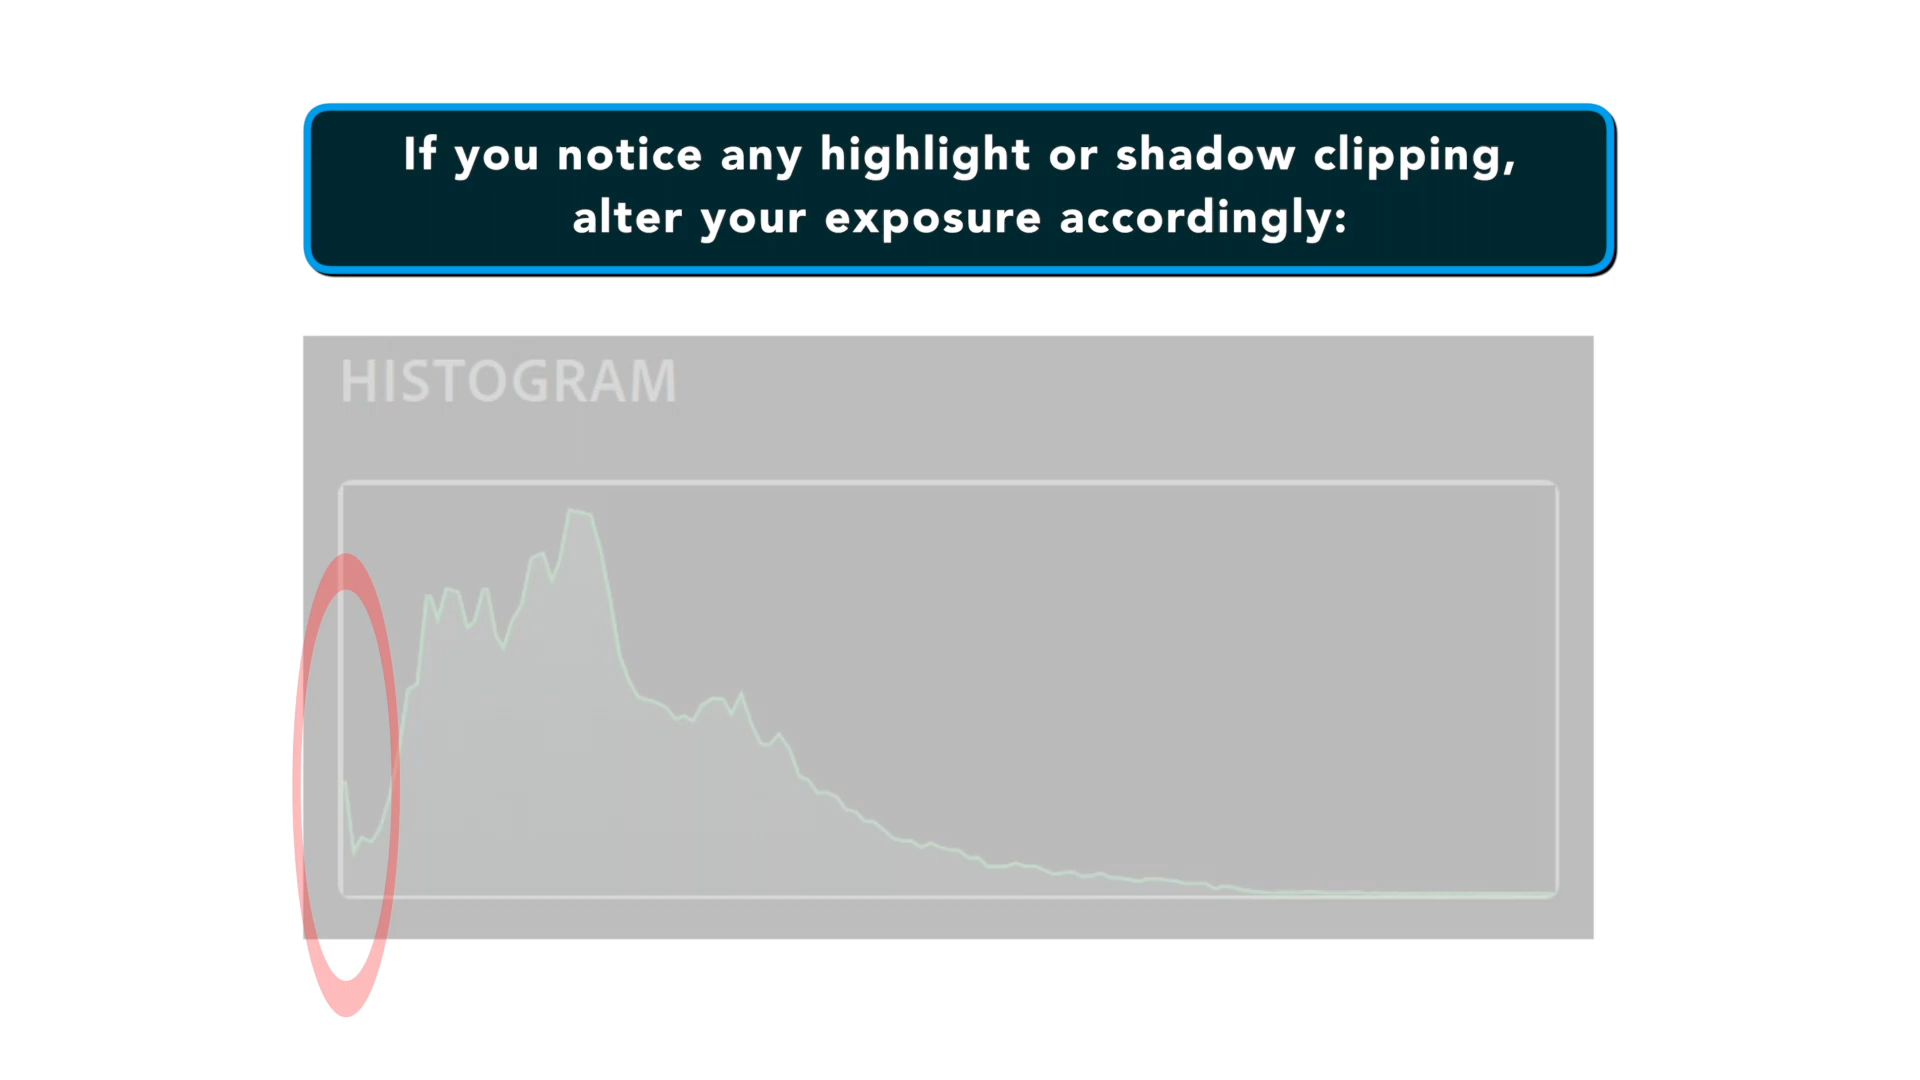 If you notice any highlight or shadow clipping,
alter your exposure accordingly:
HISTOGRAM